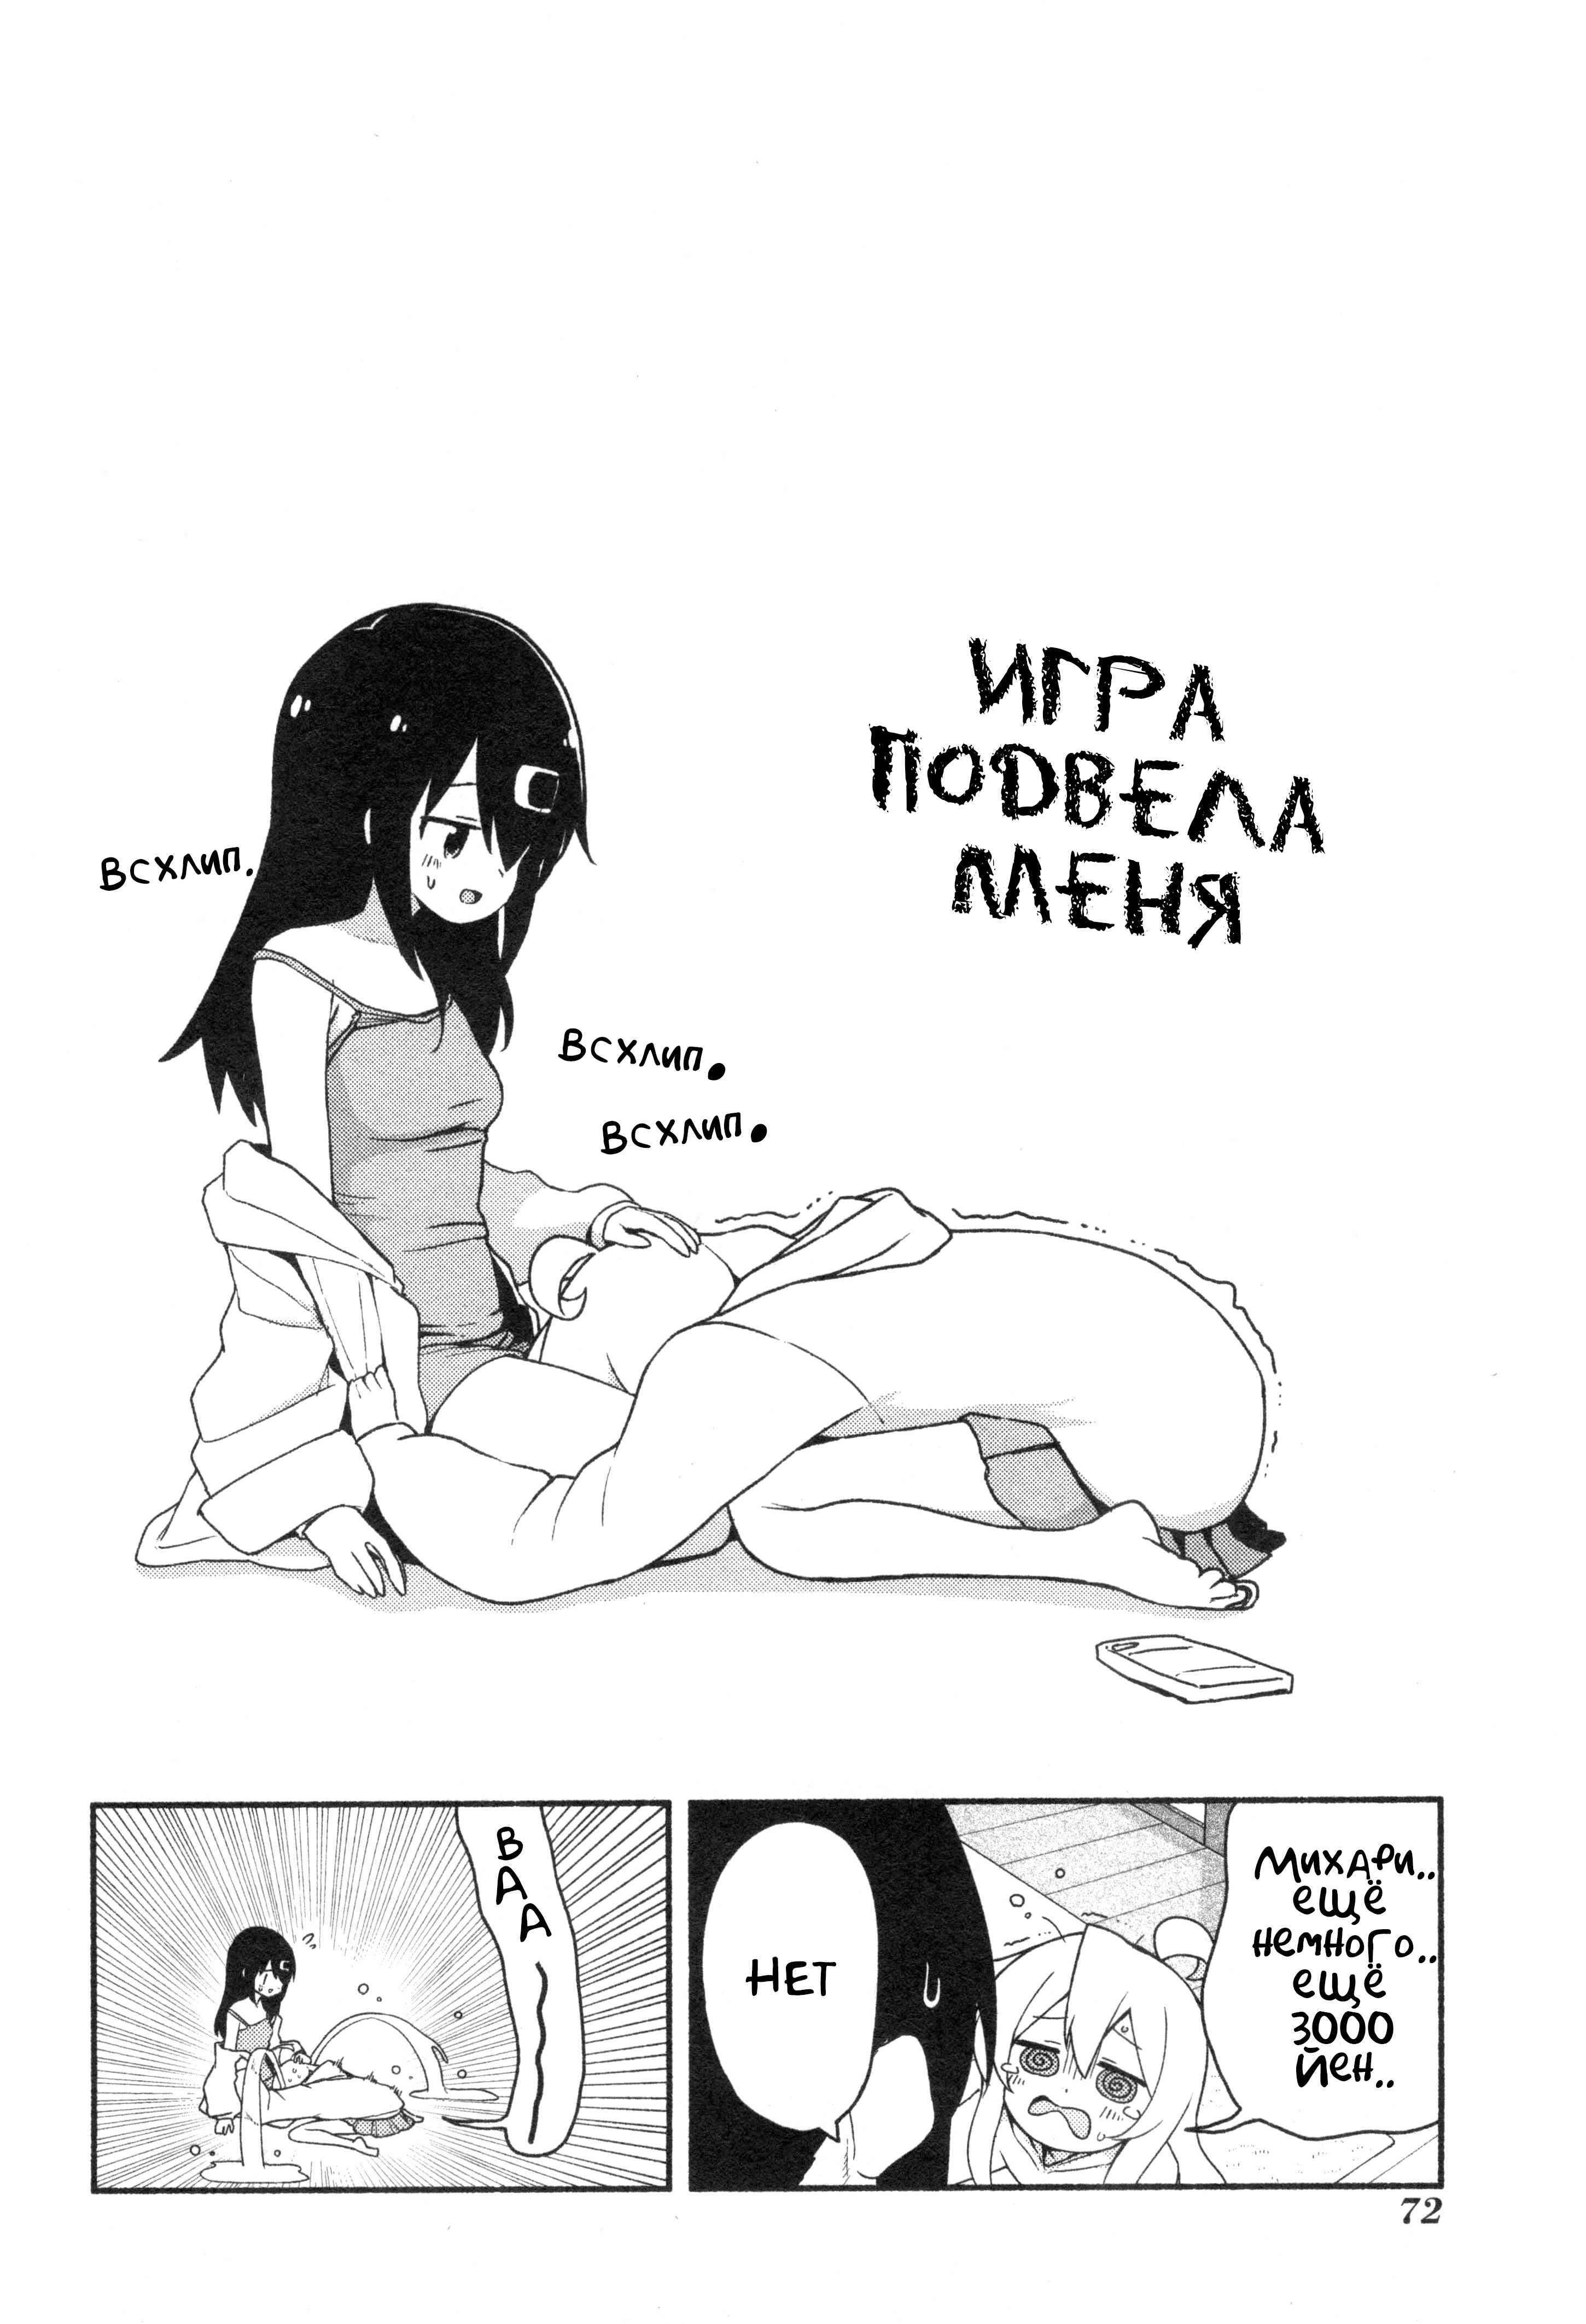 ИГРА
ПОДВЕЛА
МЕНЯ
ВСХЛИП.
ВСХЛИП.
ВСХЛИП.
МИХАРИ..
ЕЩЁ
НЕМНОГО..
ЕЩЁ
3000
ЙЕН..
НЕТ
ВАА
72